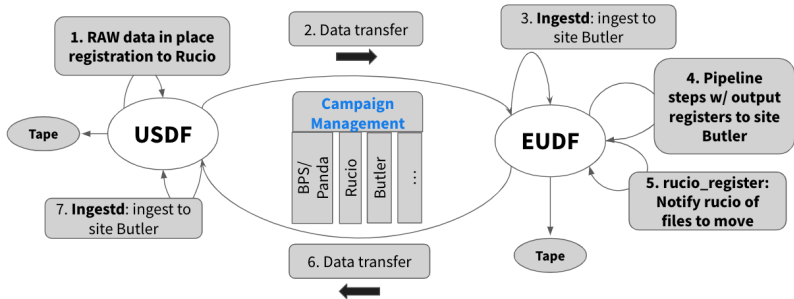 1. RAW data in place
registration to Rucio
2. Data transfer
3. Ingestd: ingest to
site Butler
4. Pipeline
steps w/ output
registers to site
Butler
Tape
USDF
Campaign
Management
BPS/
Panda
Rucio
Butler
...
EUDF
5. rucio_register:
Notify rucio of
files to move
7. Ingestd: ingest to
site Butler
6. Data transfer
Tape